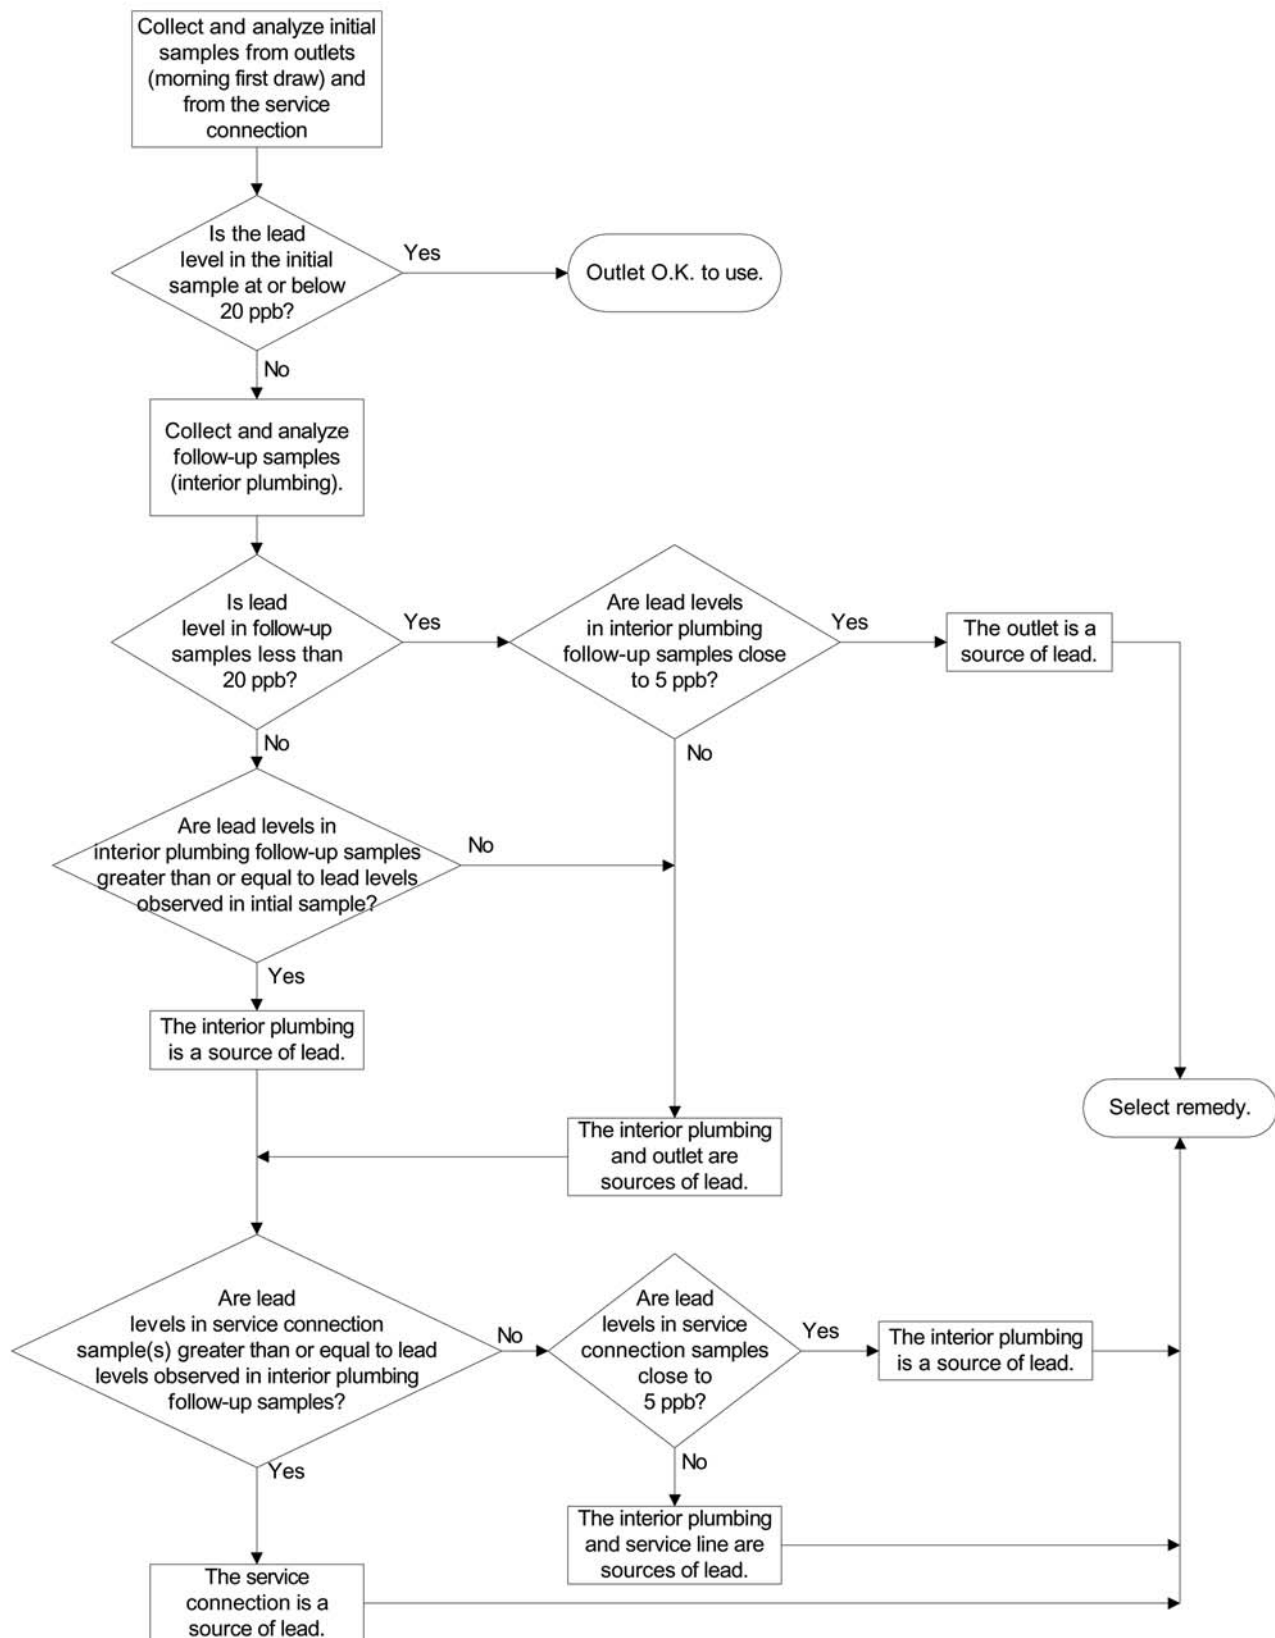 Collect and analyze initial
samples from outlets
(morning first draw) and
from the service
connection
Is the lead
level in the initial
sample at or below
20 ppb?
Yes
Outlet O.K. to use.
No
Collect and analyze
follow-up samples
(interior plumbing).
Is lead
level in follow-up
samples less than
20 ppb?
Yes
Are lead levels
in interior plumbing
follow-up samples close
to 5 ppb?
Yes
The outlet is a
source of lead.
No
No
Are lead levels in
interior plumbing follow-up samples
greater than or equal to lead levels
observed in intial sample?
No
Yes
The interior plumbing
is a source of lead.
Select remedy.
The interior plumbing
and outlet are
sources of lead.
Are lead
levels in service connection
sample(s) greater than or equal to lead
levels observed in interior plumbing
follow-up samples?
No
Are lead
levels in service
connection samples
close to
5 ppb?
Yes
The interior plumbing
is a source of lead.
Yes
No
The interior plumbing
and service line are
sources of lead.
The service
connection is a
source of lead.